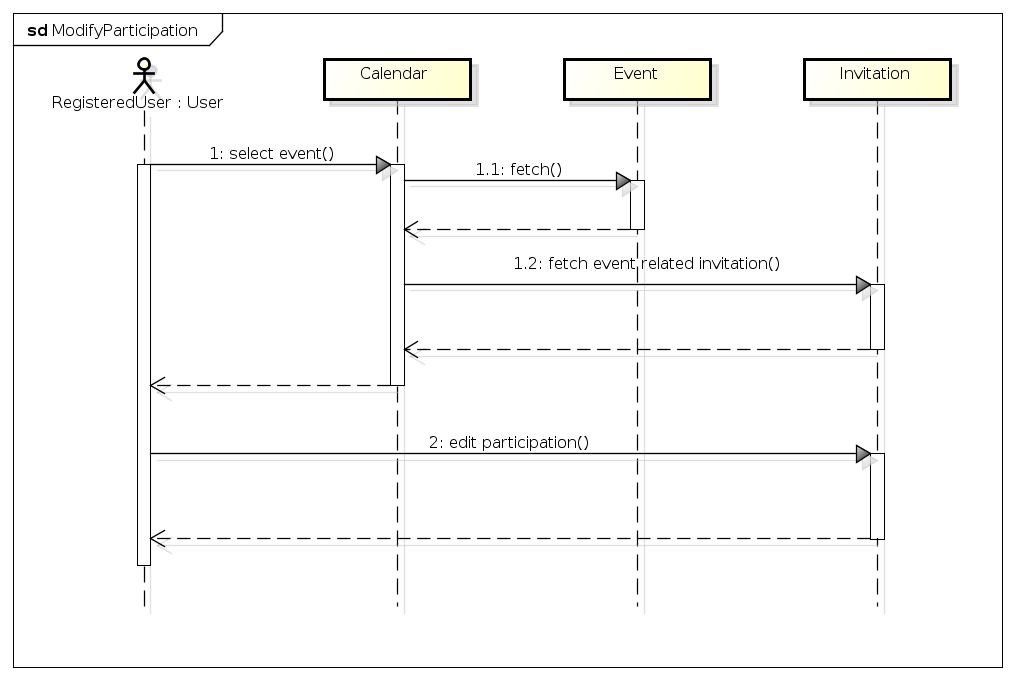 sd ModifyParticipation
RegisteredUser : User
Calendar
Event
Invitation
1: select event()
1.1: fetch()
1.2: fetch event related invitation()
2: edit participation()